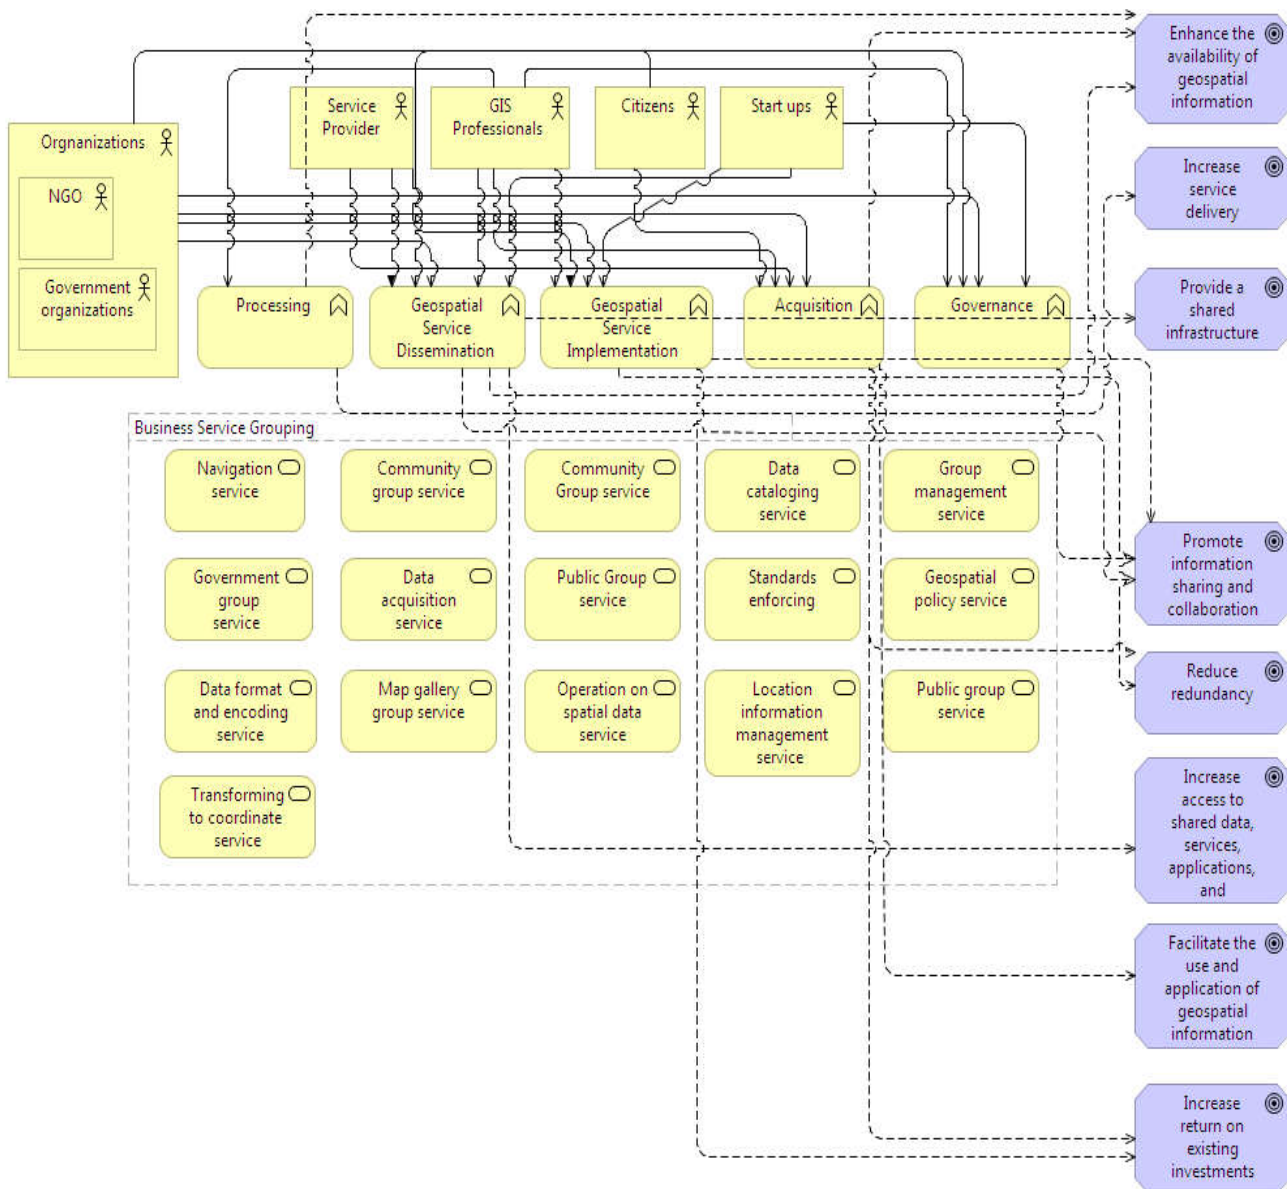 Enhance the
availability of
geospatial
information
Service
Provider
GIS
Professionals
Citizens
Start ups
Orgnanizations
NGO
Government
organizations
Increase
service
delivery
Provide a
shared
infrastructure
Processing
Geospatial
Service
Dissemination
Geospatial
Service
Implementation
Acquisition
Governance
Business Service Grouping
Navigation
service
Community
group service
Community
Group service
Data
cataloging
service
Group
management
service
Government
group
service
Data
acquisition
service
Public Group
service
Standards
enforcing
Geospatial
policy service
Data format
and encoding
service
Map gallery
group service
Operation on
spatial data
service
Location
information
management
service
Public group
service
Transforming
to coordinate
service
Promote
information
sharing and
collaboration
Reduce
redundancy
Increase
access to
shared data,
services,
applications,
and
Facilitate the
use and
application of
geospatial
information
Increase
return on
existing
investments